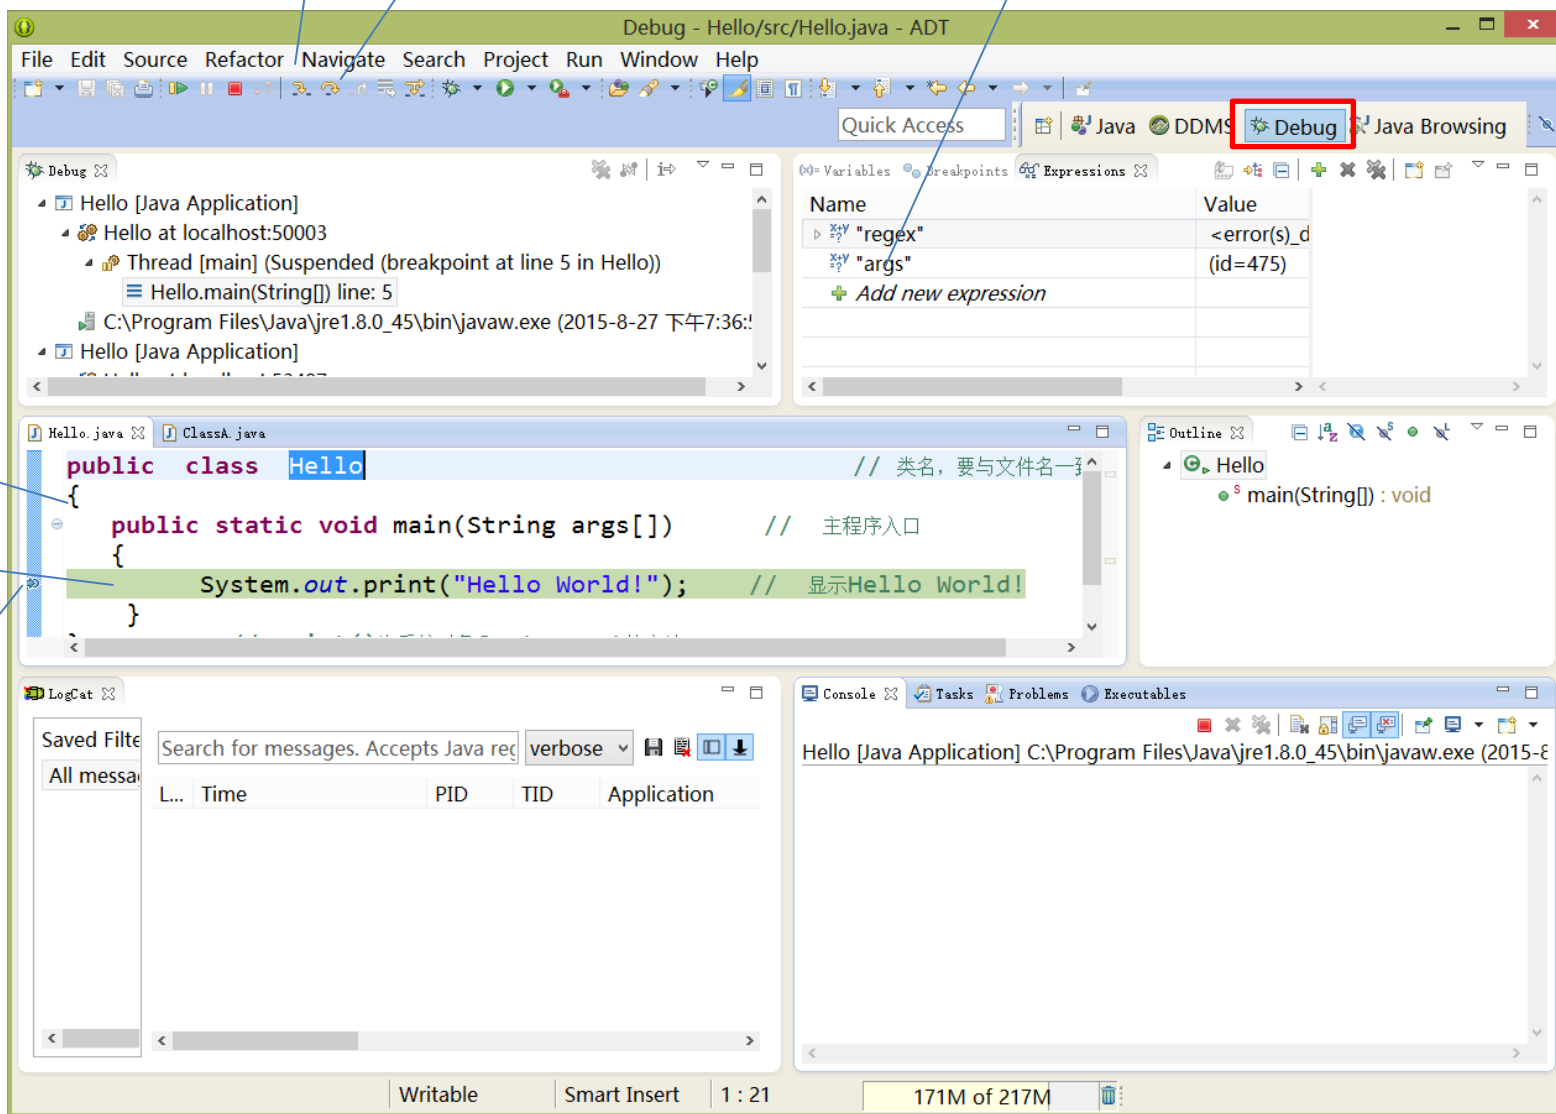 Debug - Hello/src/Hello.java - ADT
File Edit Source Refactor Navigate Search Project Run Window Help
Quick Access
Java DDMS Debug Java Browsing
Debug
Hello [Java Application]
Hello at localhost:50003
Thread [main] (Suspended (breakpoint at line 5 in Hello))
Hello.main(String[]) line: 5
C:\Program Files\Java\jre1.8.0_45\bin\javaw.exe (2015-8-27 下午7:36:
Hello [Java Application]
(x)= Variables Breakpoints Expressions
Name Value
"regex" <error(s)_d
"args" (id=475)
Add new expression
Hello.java ClassA.java
public class Hello // 类名，要与文件名一致
{
public static void main(String args[]) // 主程序入口
{
System.out.print("Hello World!"); // 显示Hello World!
}
Outline
Hello
main(String[]) : void
LogCat
Saved Filte
All messa
Search for messages. Accepts Java reg verbose
L... Time PID TID Application
Console Tasks Problems Executables
Hello [Java Application] C:\Program Files\Java\jre1.8.0_45\bin\javaw.exe (2015-8
Writable Smart Insert 1 : 21 171M of 217M